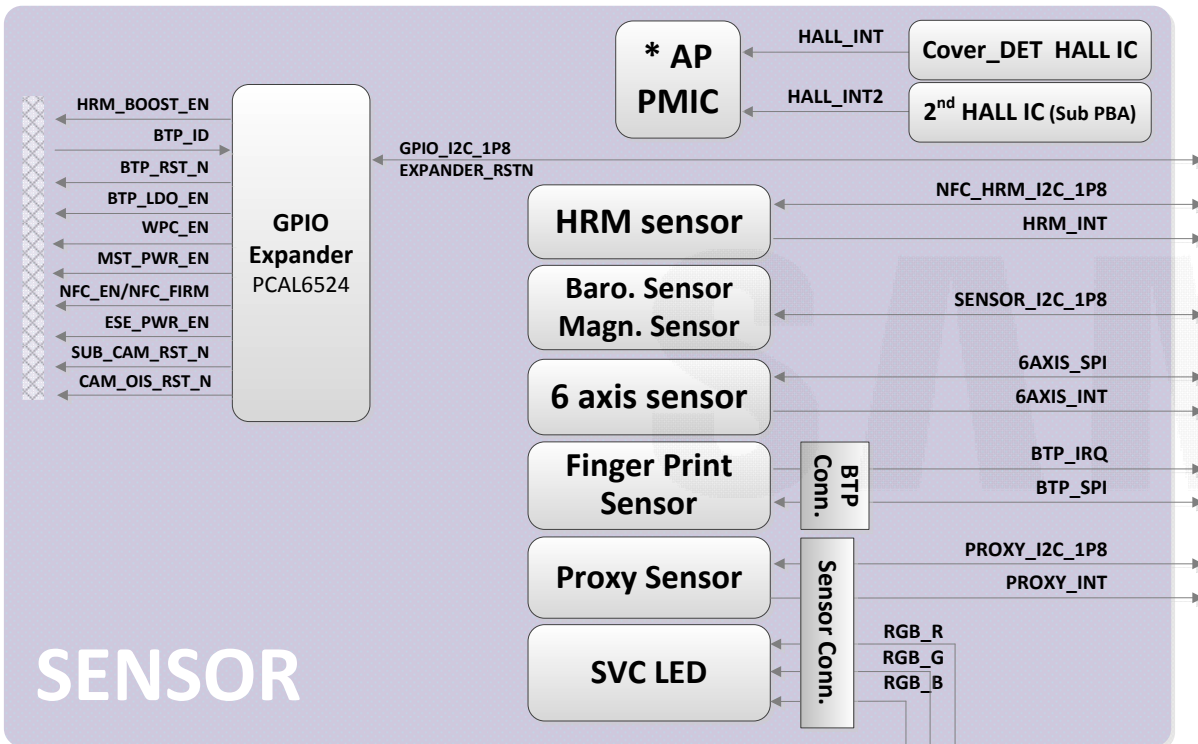 * AP
PMIC
HALL_INT
Cover_DET HALL IC
HALL_INT2
2nd HALL IC (Sub PBA)
HRM_BOOST_EN
BTP_ID
BTP_RST_N
BTP_LDO_EN
WPC_EN
MST_PWR_EN
NFC_EN/NFC_FIRM
ESE_PWR_EN
SUB_CAM_RST_N
CAM_OIS_RST_N
GPIO
Expander
PCAL6524
GPIO_I2C_1P8
EXPANDER_RSTN
HRM sensor
NFC_HRM_I2C_1P8
HRM_INT
Baro. Sensor
Magn. Sensor
SENSOR_I2C_1P8
6 axis sensor
6AXIS_SPI
6AXIS_INT
Finger Print
Sensor
BTP
Conn.
BTP_IRQ
BTP_SPI
Proxy Sensor
Sensor Conn.
PROXY_I2C_1P8
PROXY_INT
SVC LED
RGB_R
RGB_G
RGB_B
SENSOR
SAM